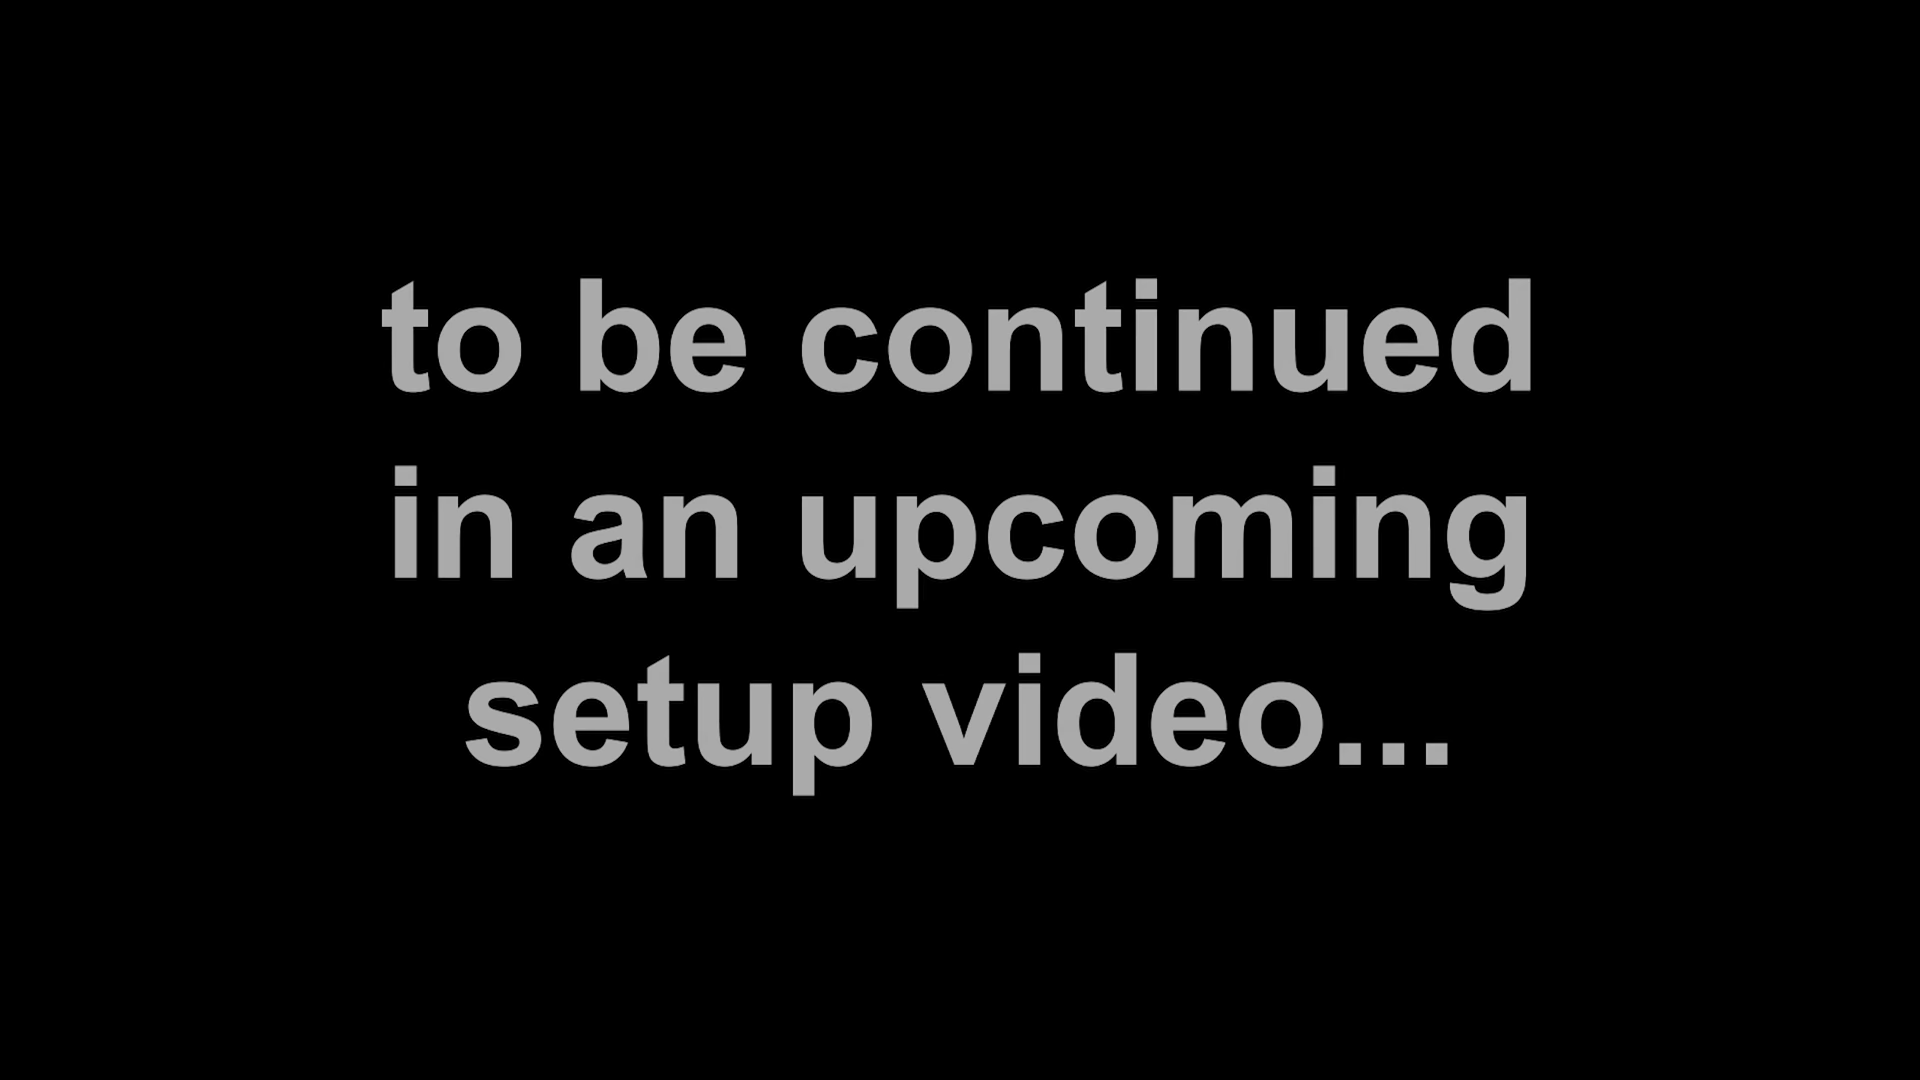 to be continued
in an upcoming
setup video...